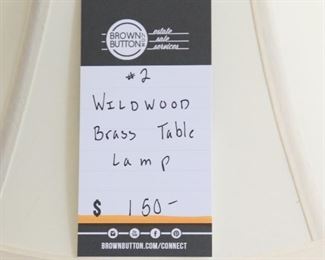 BROWN
BUTTON
estate
sale
services
#2
WILDWOOD
Brass Table
Lamp
$ 150-
BROWNBUTTON.COM/CONNECT